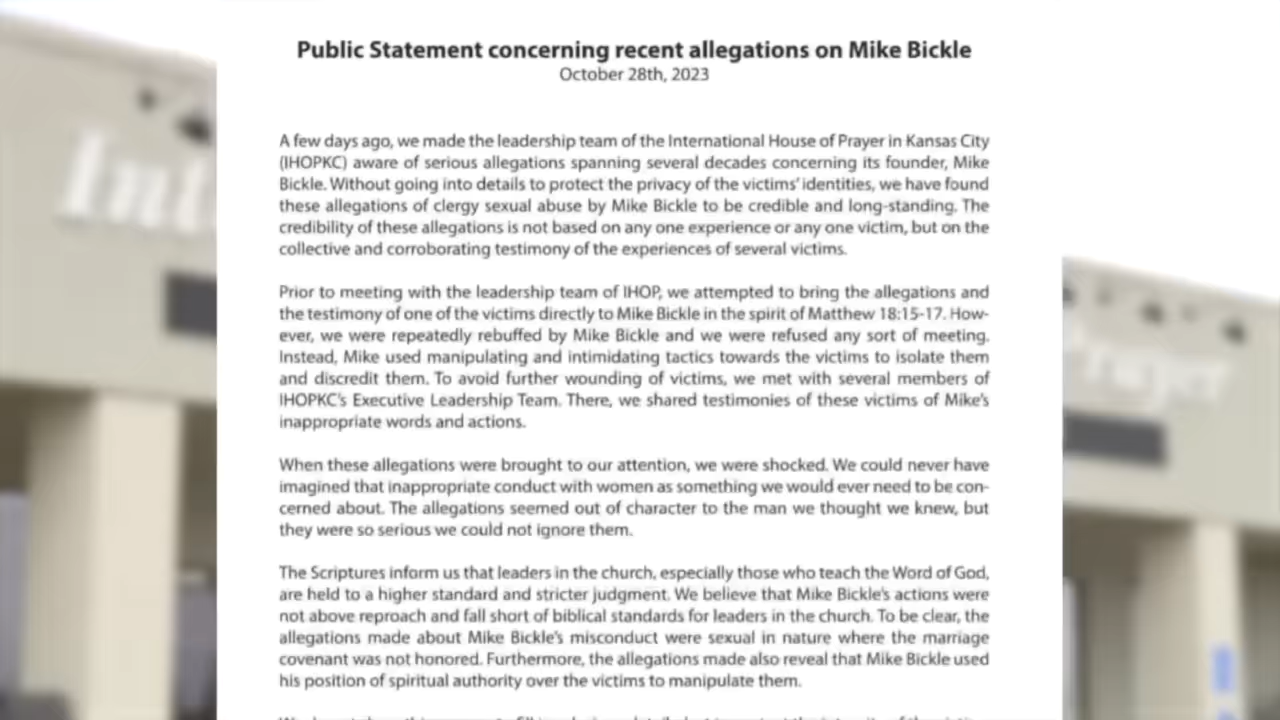 Public Statement concerning recent allegations on Mike Bickle
October 28th, 2023
A few days ago, we made the leadership team of the International House of Prayer in Kansas City
(IHOPKC) aware of serious allegations spanning several decades concerning its founder, Mike
Bickle. Without going into details to protect the privacy of the victims' identities, we have found
these allegations of clergy sexual abuse by Mike Bickle to be credible and long-standing. The
credibility of these allegations is not based on any one experience or any one victim, but on the
collective and corroborating testimony of the experiences of several victims.
Prior to meeting with the leadership team of IHOP, we attempted to bring the allegations and
the testimony of one of the victims directly to Mike Bickle in the spirit of Matthew 18:15-17. How-
ever, we were repeatedly rebuffed by Mike Bickle and we were refused any sort of meeting.
Instead, Mike used manipulating and intimidating tactics towards the victims to isolate them
and discredit them. To avoid further wounding of victims, we met with several members of
IHOPKC's Executive Leadership Team. There, we shared testimonies of these victims of Mike's
inappropriate words and actions.
When these allegations were brought to our attention, we were shocked. We could never have
imagined that inappropriate conduct with women as something we would ever need to be con-
cerned about. The allegations seemed out of character to the man we thought we knew, but
they were so serious we could not ignore them.
The Scriptures inform us that leaders in the church, especially those who teach the Word of God,
are held to a higher standard and stricter judgment. We believe that Mike Bickle's actions were
not above reproach and fall short of biblical standards for leaders in the church. To be clear, the
allegations made about Mike Bickle's misconduct were sexual in nature where the marriage
covenant was not honored. Furthermore, the allegations made also reveal that Mike Bickle used
his position of spiritual authority over the victims to manipulate them.
Int
rayer